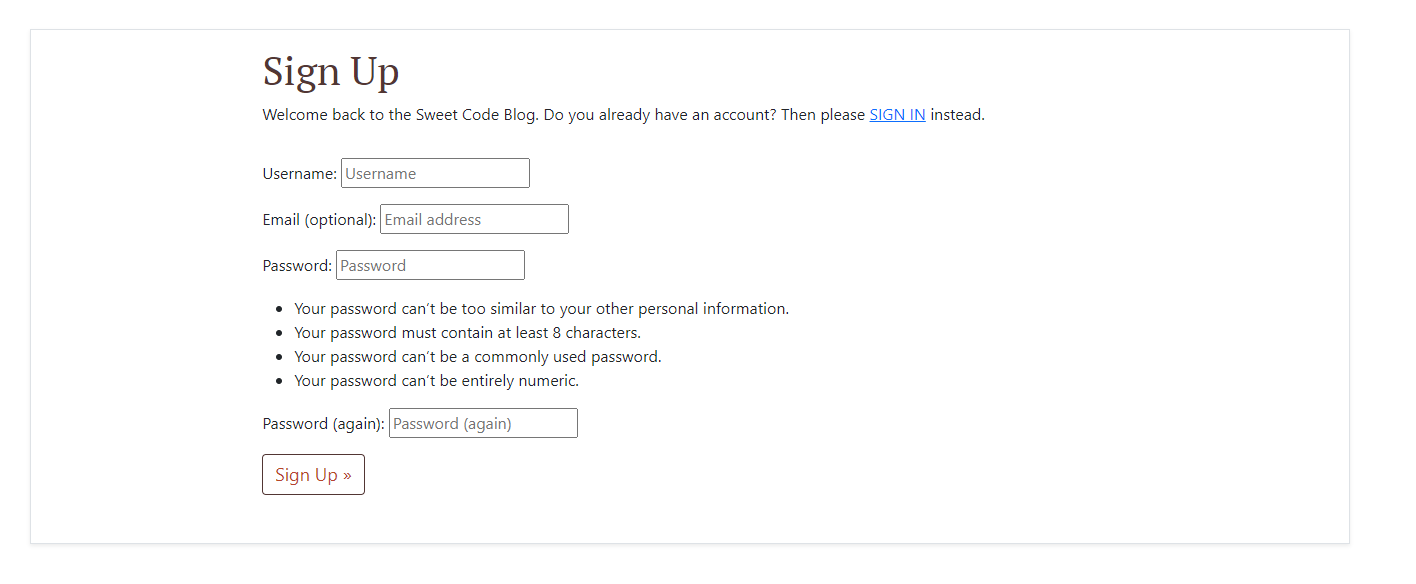 Sign Up
Welcome back to the Sweet Code Blog. Do you already have an account? Then please SIGN IN instead.
Username: Username
Email (optional): Email address
Password: Password
• Your password can't be too similar to your other personal information.
• Your password must contain at least 8 characters.
• Your password can't be a commonly used password.
• Your password can't be entirely numeric.
Password (again): Password (again)
Sign Up »